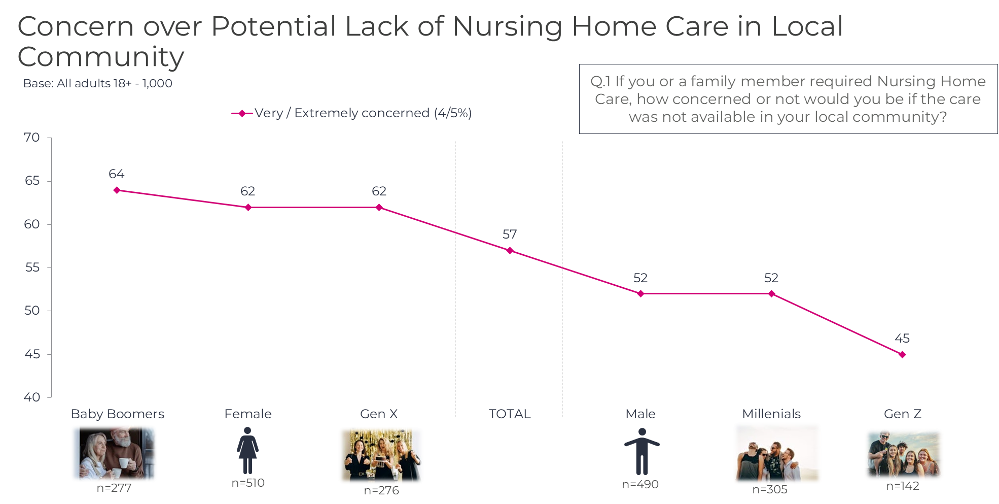 Concern over Potential Lack of Nursing Home Care in Local
Community
Base: All adults 18+ - 1,000
Q.1 If you or a family member required Nursing Home
Care, how concerned or not would you be if the care
was not available in your local community?
Very / Extremely concerned (4/5%)
70
65
60
55
50
45
40
64
62
62
57
52
52
45
Baby Boomers
Female
Gen X
TOTAL
Male
Millenials
Gen Z
n=277
n=510
n=276
n=490
n=305
n=142